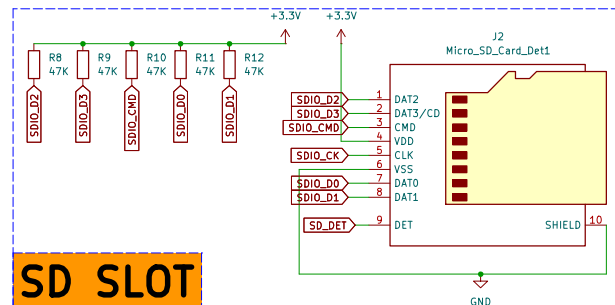 +3.3V
+3.3V
J2
Micro_SD_Card_Det1
R8
47K
R9
47K
R10
47K
R11
47K
R12
47K
SDIO_D2
SDIO_D3
SDIO_CMD
SDIO_D0
SDIO_D1
SDIO_D2 1 DAT2
SDIO_D3 2 DAT3/CD
SDIO_CMD 3 CMD
4 VDD
SDIO_CK 5 CLK
6 VSS
SDIO_D0 7 DAT0
SDIO_D1 8 DAT1
SD_DET 9 DET
SHIELD 10
SD SLOT
GND